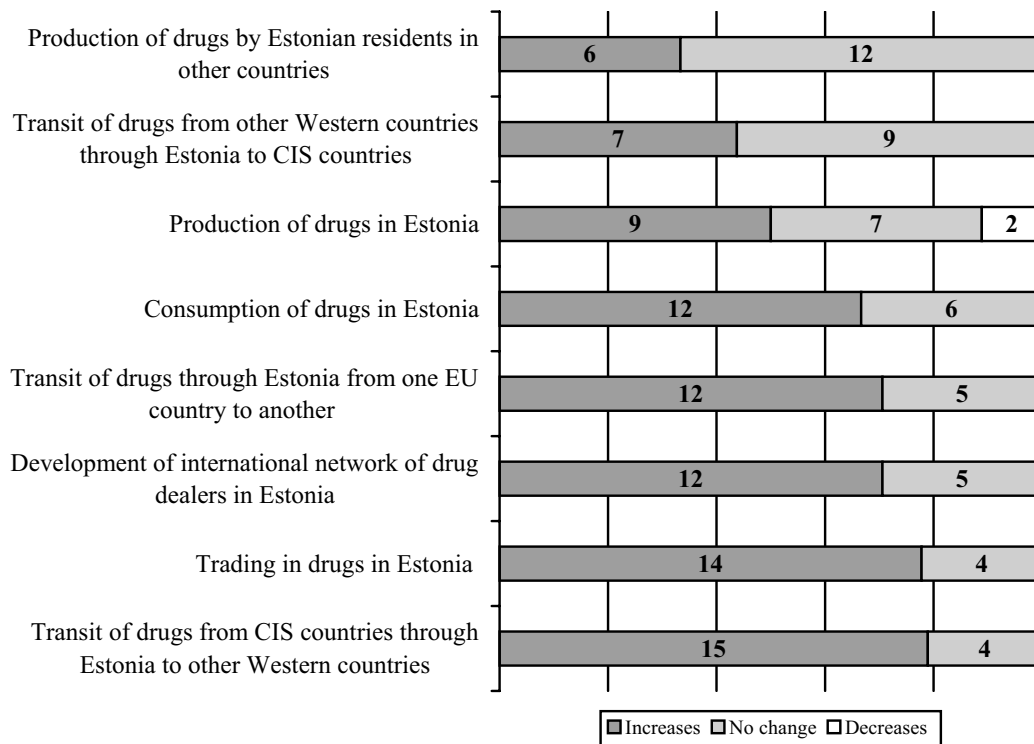 Production of drugs by Estonian residents in
other countries
6 12
Transit of drugs from other Western countries
through Estonia to CIS countries
7 9
Production of drugs in Estonia
9 7 2
Consumption of drugs in Estonia
12 6
Transit of drugs through Estonia from one EU
country to another
12 5
Development of international network of drug
dealers in Estonia
12 5
Trading in drugs in Estonia
14 4
Transit of drugs from CIS countries through
Estonia to other Western countries
15 4
Increases No change Decreases